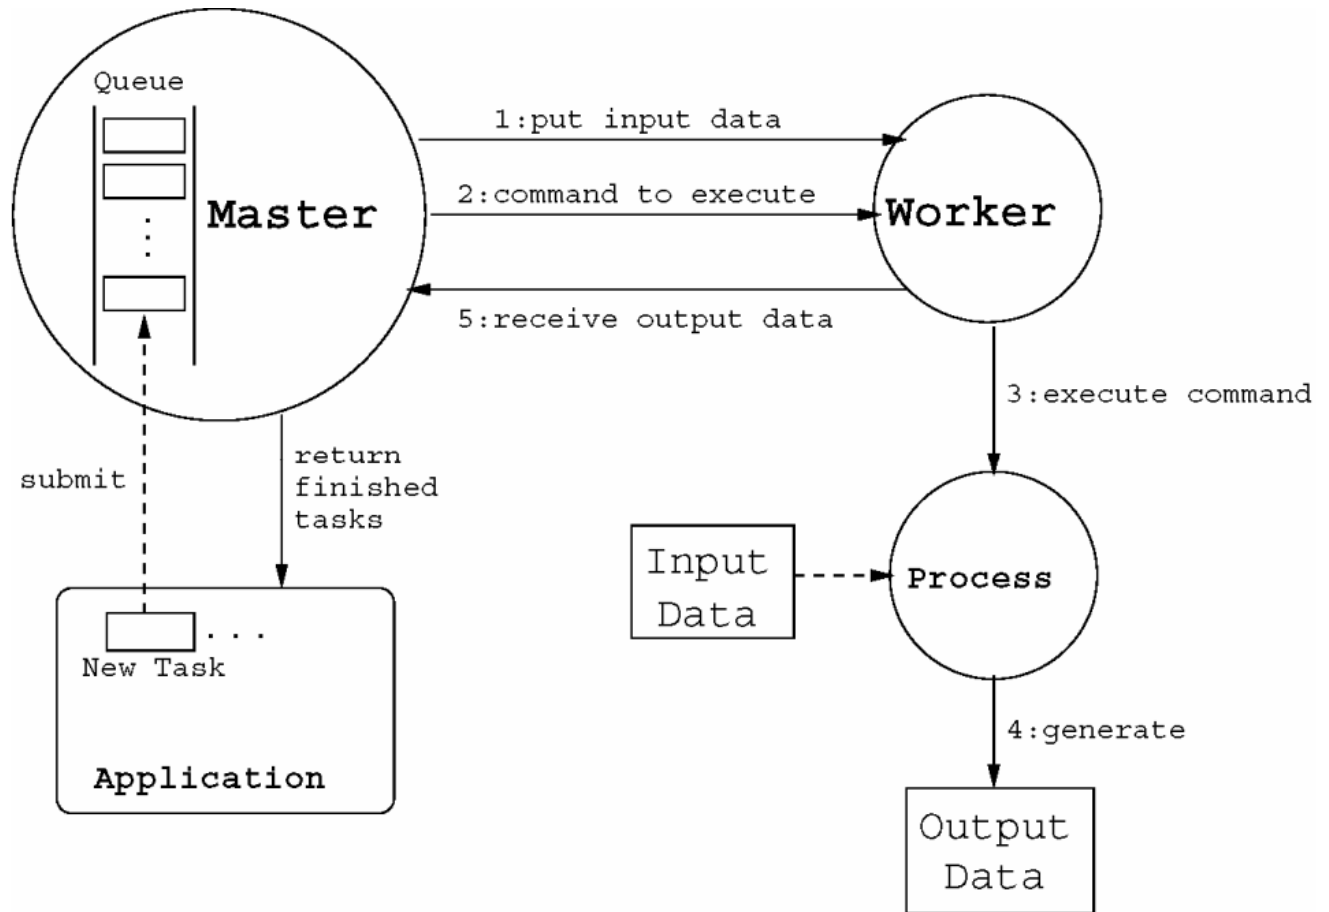 Queue
Master
1:put input data
2:command to execute
Worker
5:receive output data
3:execute command
submit
return
finished
tasks
Input
Data
Process
New Task
Application
4:generate
Output
Data